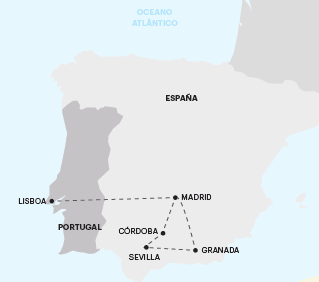 OCEANO
ATLÁNTICO
ESPAÑA
LISBOA
MADRID
PORTUGAL
CÓRDOBA
SEVILLA
GRANADA